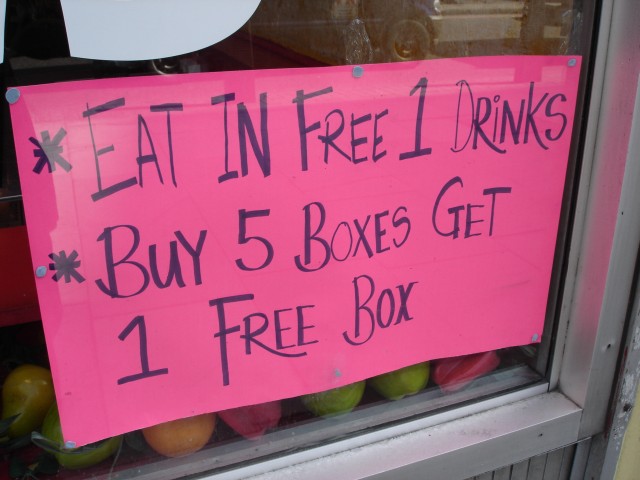 * EAT IN FREE 1 DRINKS
* BUY 5 BOXES GET
1 FREE BOX